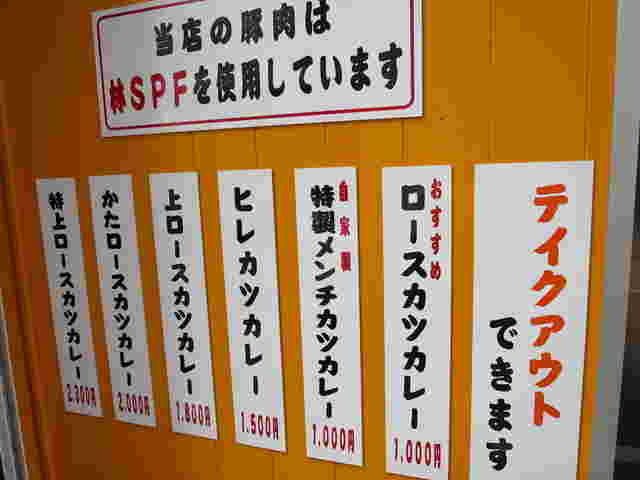 当店の豚肉は
林SPFを使用しています
テイクアウト
できます
おすすめ
ロースカツカレー
1.000円
自家製
特製メンチカツカレー
1.000円
ヒレカツカレー
1.500円
上ロースカツカレー
1.800円
かたロースカツカレー
2.000円
特上ロースカツカレー
2.300円